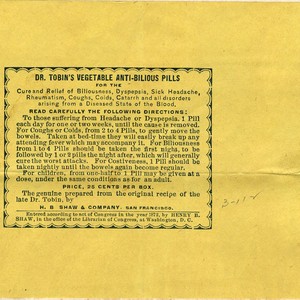 DR. TOBIN'S VEGETABLE ANTI-BILIOUS PILLS
FOR THE
Cure and Relief of Billousness, Dyspepsia, Sick Headache,
Rheumatism, Coughs, Colds, Catarrh and all disorders
arising from a Diseased State of the Blood,
READ CAREFULLY THE FOLLOWING DIRECTIONS:
To those suffering from Headache or Dyspepsia. 1 Pill
each day for one or two weeks, until the cause is removed.
For Coughs or Colds, from 2 to 4 Pills, to gently move the
bowels. Taken at bed-time they will easily break up any
attending fever which may accompany it. For Biliousness
from 1 to 4 Pills should be taken the first night, to be
followed by 1 or 2 pills the night after, which will generally
cure the worst attacks. For Costiveness, 1 Pill should be
taken nightly until the bowels again become regular.
For children, from one-half to 1 Pill may be given at a
dose, under the same conditions as for an adult.
PRICE, 25 CENTS PER BOX.
The genuine prepared from the original recipe of the
late Dr. Tobin, by
H. B SHAW & COMPANY. SAN FRANCISCO.
Entered according to act of Congress in the year 1872, by HENRY B.
SHAW, in the office of the Librarian of Congress, at Washington, D. C.